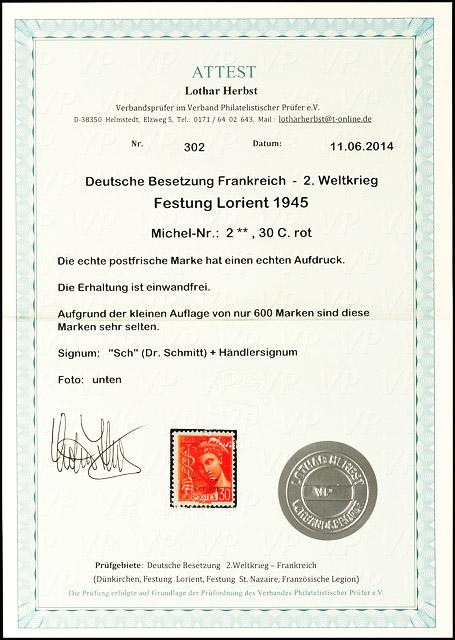 ATTEST
Lothar Herbst
Verbandsprüfer im Verband Philatelistischer Prüfer e.V.
D-38350 Helmstedt, Elzweg 5, Tel.: 0171 / 64 02 643, Mail : lotharherbst@t-online.de
Nr. 302 Datum: 11.06.2014
Deutsche Besetzung Frankreich - 2. Weltkrieg
Festung Lorient 1945
Michel-Nr.: 2 ** , 30 C. rot
Die echte postfrische Marke hat einen echten Aufdruck.
Die Erhaltung ist einwandfrei.
Aufgrund der kleinen Auflage von nur 600 Marken sind diese
Marken sehr selten.
Signum: "Sch" (Dr. Schmitt) + Händlersignum
Foto: unten
POSTES 30
LOTHAR HERBST
VP
VERBANDSPRÜFER
Prüfgebiete: Deutsche Besetzung 2.Weltkrieg – Frankreich
(Dünkirchen, Festung Lorient, Festung St. Nazaire, Französische Legion)
Die Prüfung erfolgte auf Grundlage der Prüfordnung des Verbandes Philatelistischer Prüfer e.V.